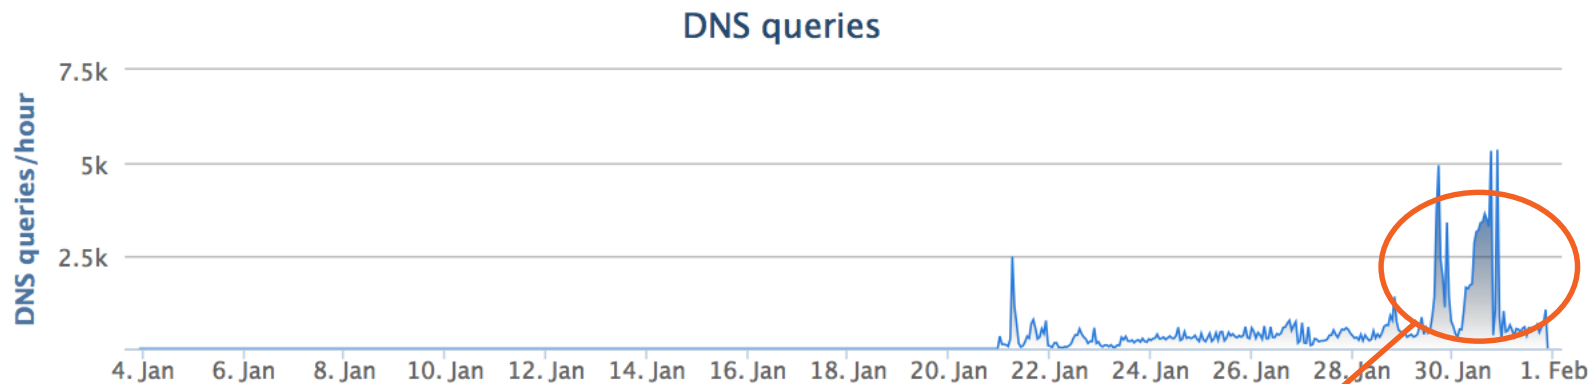 DNS queries
7.5k
5k
2.5k
DNS queries/hour
4. Jan 6. Jan 8. Jan 10. Jan 12. Jan 14. Jan 16. Jan 18. Jan 20. Jan 22. Jan 24. Jan 26. Jan 28. Jan 30. Jan 1. Feb